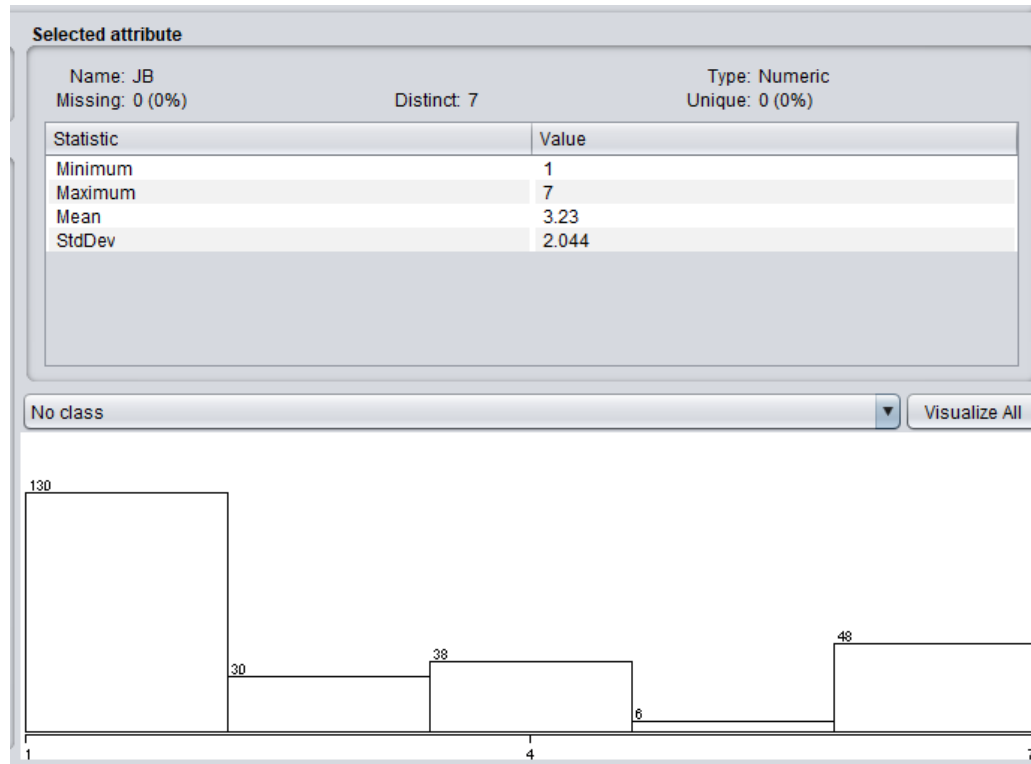 Selected attribute
Name: JB Type: Numeric
Missing: 0 (0%) Distinct: 7 Unique: 0 (0%)
Statistic Value
Minimum 1
Maximum 7
Mean 3.23
StdDev 2.044
No class Visualize All
130
30
38
6
48
1 4 7